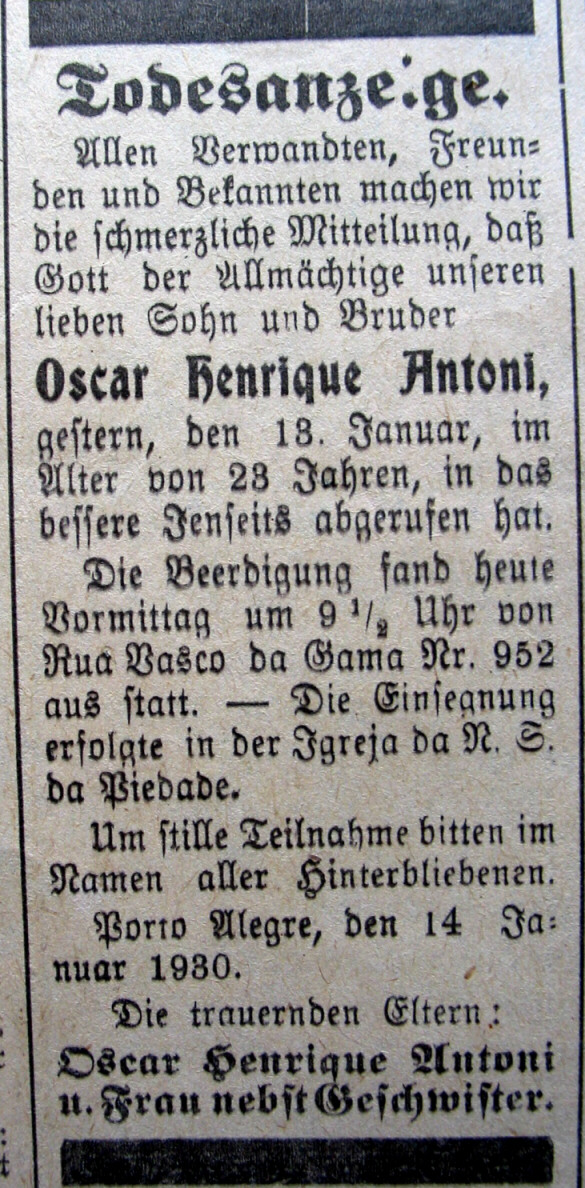 Todesanzeige.
Allen Verwandten, Freun-
den und Bekannten machen wir
die schmerzliche Mitteilung, daß
Gott der Allmächtige unseren
lieben Sohn und Bruder
Oscar Henrique Antoni,
gestern, den 13. Januar, im
Alter von 23 Jahren, in das
bessere Jenseits abgerufen hat.
Die Beerdigung fand heute
Vormittag um 9 1/2 Uhr von
Rua Vasco da Gama Nr. 952
aus statt. — Die Einsegnung
erfolgte in der Igreja da N. S.
da Piedade.
Um stille Teilnahme bitten im
Namen aller Hinterbliebenen.
Porto Alegre, den 14 Ja-
nuar 1930.
Die trauernden Eltern:
Oscar Henrique Antoni
u. Frau nebst Geschwister.